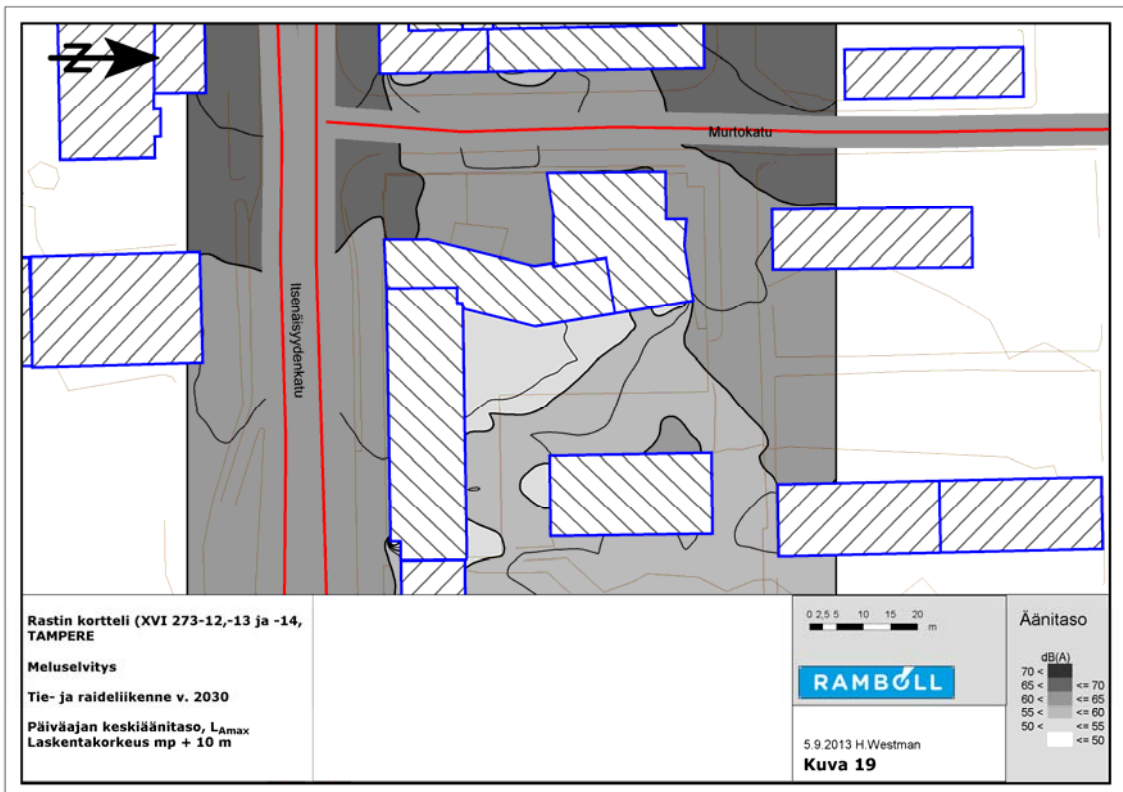 Z
Murtokatu
Itsenäisyydenkatu
Rastin kortteli (XVI 273-12,-13 ja -14,
TAMPERE
Meluselvitys
Tie- ja raideliikenne v. 2030
Päiväajan keskiäänitaso, LAmax
Laskentakorkeus mp + 10 m
0 2,5 5 10 15 20
m
RAMBOLL
5.9.2013 H.Westman
Kuva 19
Äänitaso
dB(A)
70 <
65 < <= 70
60 < <= 65
55 < <= 60
50 < <= 55
<= 50